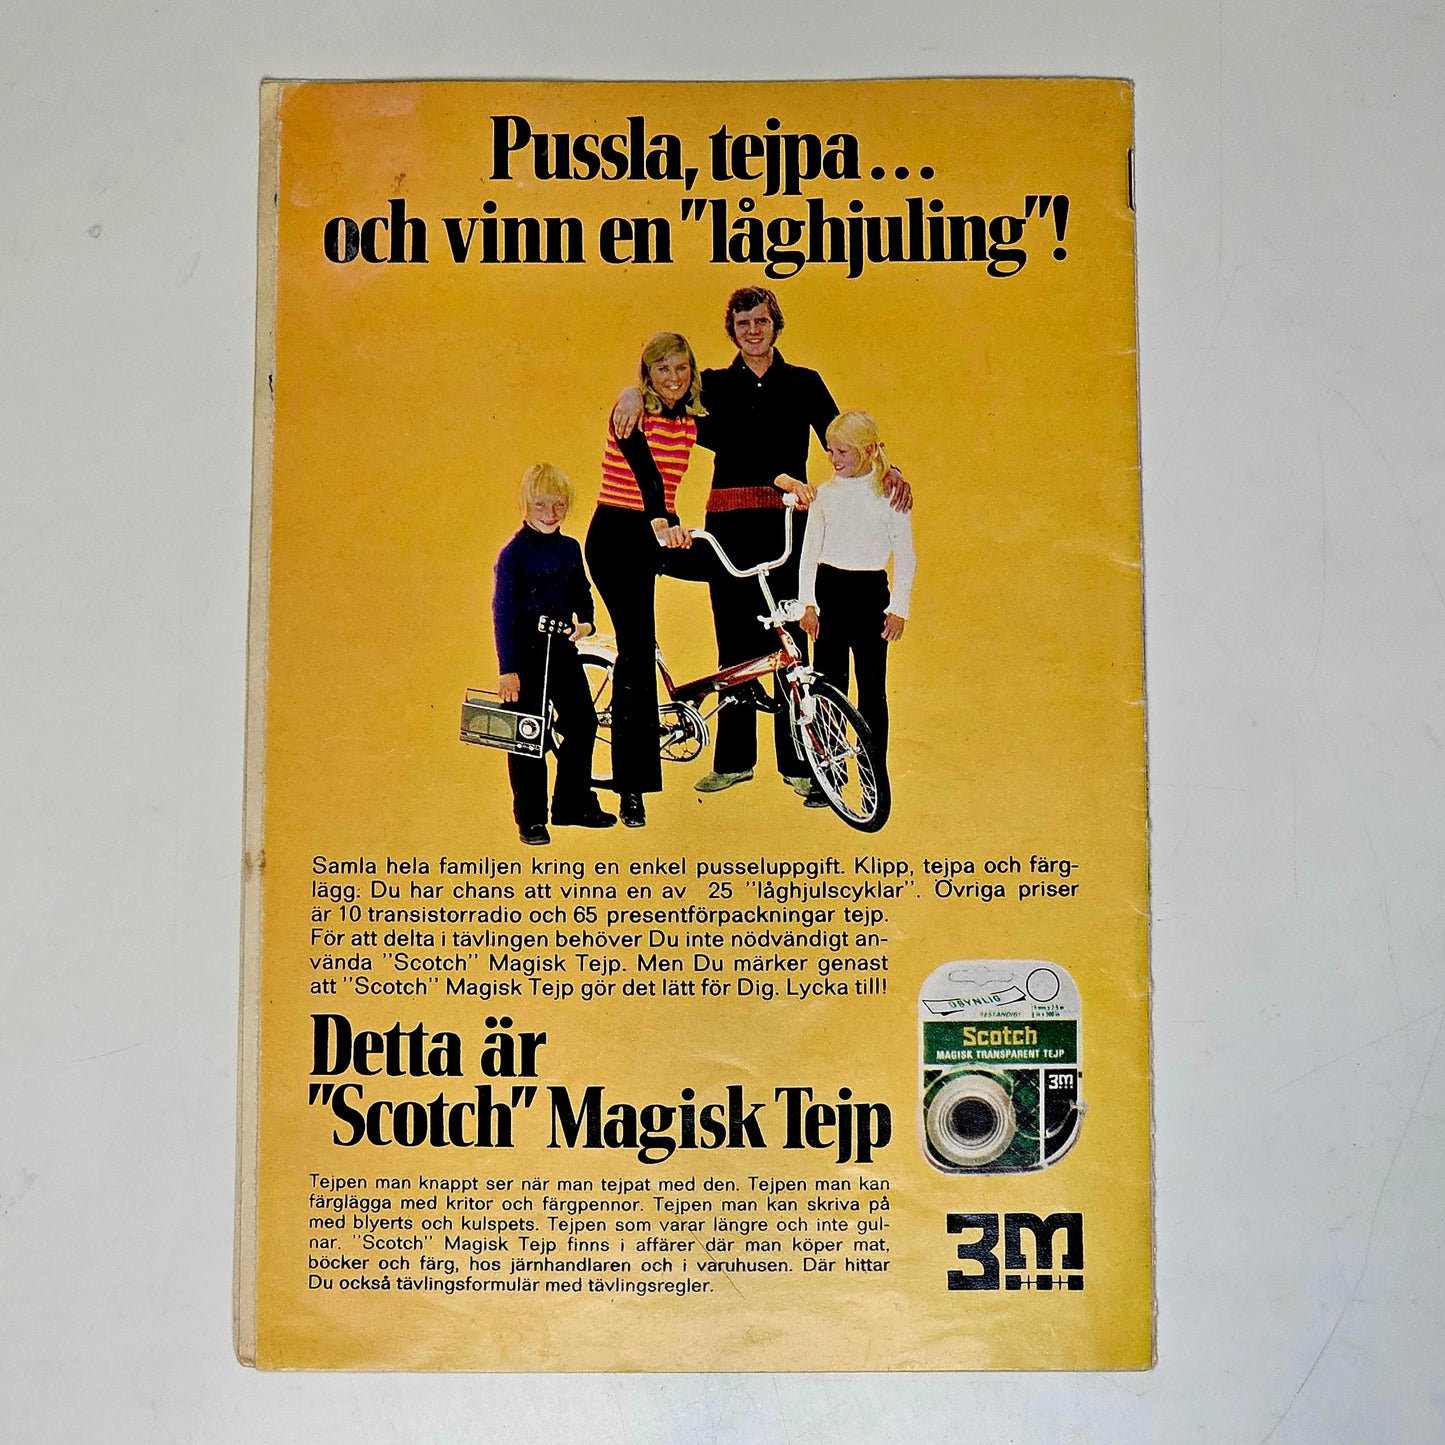 Pussla, tejpa...
och vinn en "låghjuling"!
Samla hela familjen kring en enkel pusseluppgift. Klipp, tejpa och färg-
lägg. Du har chans att vinna en av 25 "låghjulscyklar". Övriga priser
är 10 transistorradio och 65 presentförpackningar tejp.
För att delta i tävlingen behöver Du inte nödvändigt an-
vända "Scotch" Magisk Tejp. Men Du märker genast
att "Scotch" Magisk Tejp gör det lätt för Dig. Lycka till!
OSYNLIG
BESTÄNDIG!
Scotch
MAGISK TRANSPARENT TEJP
3M
Detta är
"Scotch" Magisk Tejp
Tejpen man knappt ser när man tejpat med den. Tejpen man kan
färglägga med kritor och färgpennor. Tejpen man kan skriva på
med blyerts och kulspets. Tejpen som varar längre och inte gul-
nar. "Scotch" Magisk Tejp finns i affärer där man köper mat,
böcker och färg, hos järnhandlaren och i varuhusen. Där hittar
Du också tävlingsformulär med tävlingsregler.
3M